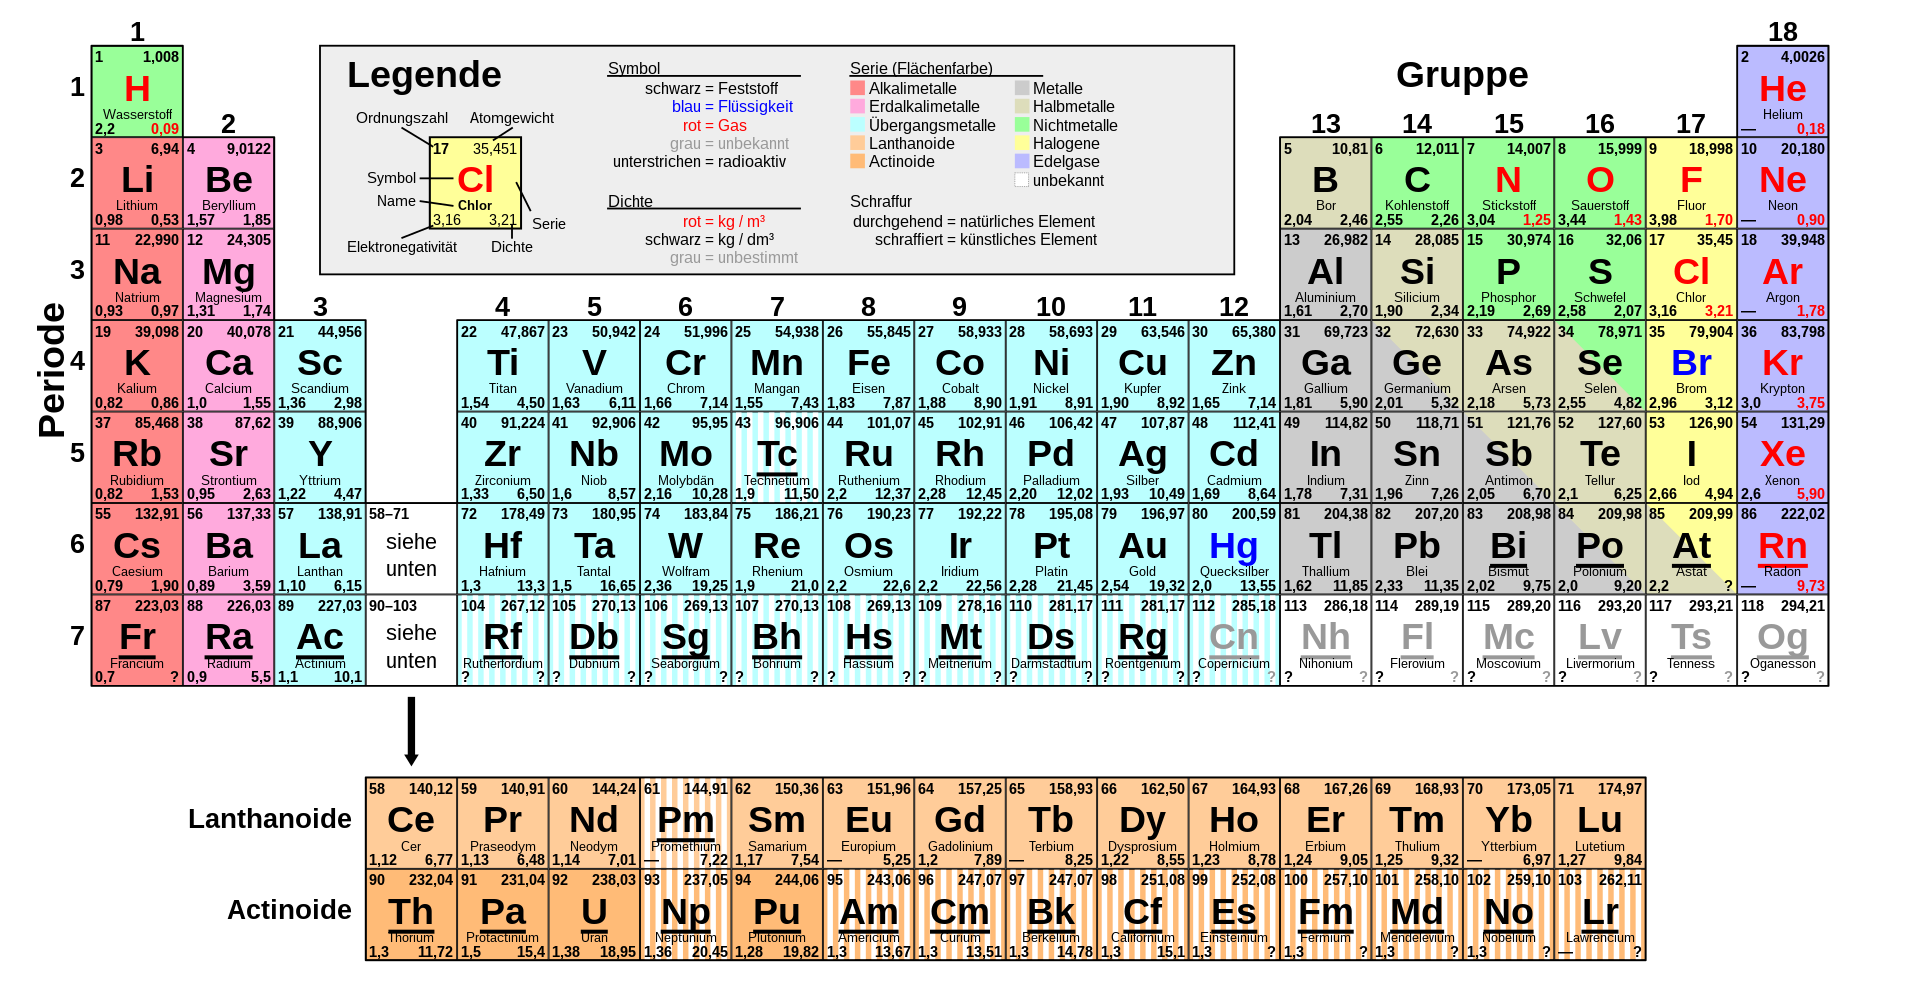 1 18
Legende
Ordnungszahl Atomgewicht
17 35,451
Cl
Chlor
3,16 3,21
Symbol
Name
Serie
Elektronegativität Dichte
Symbol
schwarz = Feststoff
blau = Flüssigkeit
rot = Gas
grau = unbekannt
unterstrichen = radioaktiv
Dichte
rot = kg / m³
schwarz = kg / dm³
grau = unbestimmt
Serie (Flächenfarbe)
Alkalimetalle Metalle
Erdalkalimetalle Halbmetalle
Übergangsmetalle Nichtmetalle
Lanthanoide Halogene
Actinoide Edelgase
unbekannt
Schraffur
durchgehend = natürliches Element
schraffiert = künstliches Element
Gruppe
Periode
1
1 1,008 2 4,0026
H He
Wasserstoff Helium
2,2 0,09 — 0,18
2 13 14 15 16 17
2
3 6,94 4 9,0122 5 10,81 6 12,011 7 14,007 8 15,999 9 18,998 10 20,180
Li Be B C N O F Ne
Lithium Beryllium Bor Kohlenstoff Stickstoff Sauerstoff Fluor Neon
0,98 0,53 1,57 1,85 2,04 2,46 2,55 2,26 3,04 1,25 3,44 1,43 3,98 1,70 — 0,90
3
11 22,990 12 24,305 13 26,982 14 28,085 15 30,974 16 32,06 17 35,45 18 39,948
Na Mg Al Si P S Cl Ar
Natrium Magnesium Aluminium Silicium Phosphor Schwefel Chlor Argon
0,93 0,97 1,31 1,74 1,61 2,70 1,90 2,34 2,19 2,69 2,58 2,07 3,16 3,21 — 1,78
3 4 5 6 7 8 9 10 11 12
4
19 39,098 20 40,078 21 44,956 22 47,867 23 50,942 24 51,996 25 54,938 26 55,845 27 58,933 28 58,693 29 63,546 30 65,380 31 69,723 32 72,630 33 74,922 34 78,971 35 79,904 36 83,798
K Ca Sc Ti V Cr Mn Fe Co Ni Cu Zn Ga Ge As Se Br Kr
Kalium Calcium Scandium Titan Vanadium Chrom Mangan Eisen Cobalt Nickel Kupfer Zink Gallium Germanium Arsen Selen Brom Krypton
0,82 0,86 1,0 1,55 1,36 2,98 1,54 4,50 1,63 6,11 1,66 7,14 1,55 7,43 1,83 7,87 1,88 8,90 1,91 8,91 1,90 8,92 1,65 7,14 1,81 5,90 2,01 5,32 2,18 5,73 2,55 4,82 2,96 3,12 3,0 3,75
5
37 85,468 38 87,62 39 88,906 40 91,224 41 92,906 42 95,95 43 96,906 44 101,07 45 102,91 46 106,42 47 107,87 48 112,41 49 114,82 50 118,71 51 121,76 52 127,60 53 126,90 54 131,29
Rb Sr Y Zr Nb Mo Tc Ru Rh Pd Ag Cd In Sn Sb Te I Xe
Rubidium Strontium Yttrium Zirconium Niob Molybdän Technetium Ruthenium Rhodium Palladium Silber Cadmium Indium Zinn Antimon Tellur Iod Xenon
0,82 1,53 0,95 2,63 1,22 4,47 1,33 6,50 1,6 8,57 2,16 10,28 1,9 11,50 2,2 12,37 2,28 12,45 2,20 12,02 1,93 10,49 1,69 8,64 1,78 7,31 1,96 7,26 2,05 6,70 2,1 6,25 2,66 4,94 2,6 5,90
6
55 132,91 56 137,33 57 138,91 58–71 72 178,49 73 180,95 74 183,84 75 186,21 76 190,23 77 192,22 78 195,08 79 196,97 80 200,59 81 204,38 82 207,20 83 208,98 84 209,98 85 209,99 86 222,02
Cs Ba La siehe unten Hf Ta W Re Os Ir Pt Au Hg Tl Pb Bi Po At Rn
Caesium Barium Lanthan Hafnium Tantal Wolfram Rhenium Osmium Iridium Platin Gold Quecksilber Thallium Blei Bismut Polonium Astat Radon
0,79 1,90 0,89 3,59 1,10 6,15 1,3 13,3 1,5 16,65 2,36 19,25 1,9 21,0 2,2 22,6 2,2 22,56 2,28 21,45 2,54 19,32 2,0 13,55 1,62 11,85 2,33 11,35 2,02 9,75 2,0 9,20 2,2 ? — 9,73
7
87 223,03 88 226,03 89 227,03 90–103 104 267,12 105 270,13 106 269,13 107 270,13 108 269,13 109 278,16 110 281,17 111 281,17 112 285,18 113 286,18 114 289,19 115 289,20 116 293,20 117 293,21 118 294,21
Fr Ra Ac siehe unten Rf Db Sg Bh Hs Mt Ds Rg Cn Nh Fl Mc Lv Ts Og
Francium Radium Actinium Rutherfordium Dubnium Seaborgium Bohrium Hassium Meitnerium Darmstadtium Roentgenium Copernicium Nihonium Flerovium Moscovium Livermorium Tenness Oganesson
0,7 ? 0,9 5,5 1,1 10,1 ? ? ? ? ? ? ? ? ? ? ? ? ? ? ? ? ? ? ? ? ? ? ? ? ? ? ? ? ? ?
Lanthanoide
58 140,12 59 140,91 60 144,24 61 144,91 62 150,36 63 151,96 64 157,25 65 158,93 66 162,50 67 164,93 68 167,26 69 168,93 70 173,05 71 174,97
Ce Pr Nd Pm Sm Eu Gd Tb Dy Ho Er Tm Yb Lu
Cer Praseodym Neodym Promethium Samarium Europium Gadolinium Terbium Dysprosium Holmium Erbium Thulium Ytterbium Lutetium
1,12 6,77 1,13 6,48 1,14 7,01 — 7,22 1,17 7,54 — 5,25 1,2 7,89 — 8,25 1,22 8,55 1,23 8,78 1,24 9,05 1,25 9,32 — 6,97 1,27 9,84
Actinoide
90 232,04 91 231,04 92 238,03 93 237,05 94 244,06 95 243,06 96 247,07 97 247,07 98 251,08 99 252,08 100 257,10 101 258,10 102 259,10 103 262,11
Th Pa U Np Pu Am Cm Bk Cf Es Fm Md No Lr
Thorium Protactinium Uran Neptunium Plutonium Americium Curium Berkelium Californium Einsteinium Fermium Mendelevium Nobelium Lawrencium
1,3 11,72 1,5 15,4 1,38 18,95 1,36 20,45 1,28 19,82 1,3 13,67 1,3 13,51 1,3 14,78 1,3 15,1 1,3 ? 1,3 ? 1,3 ? 1,3 ? — ?